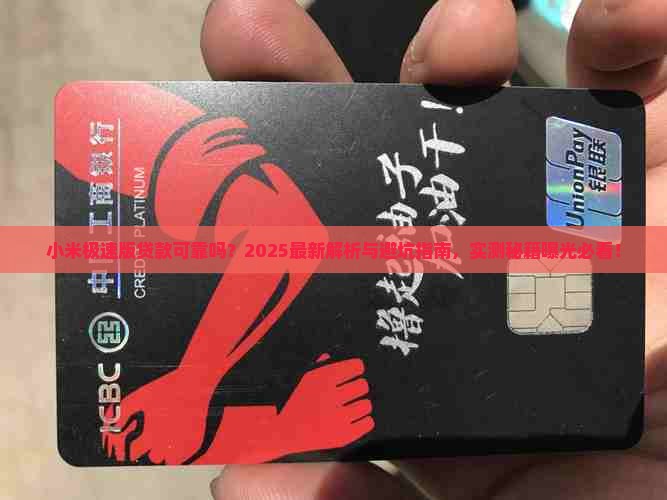 小米极速版贷款可靠吗？2025最新解析与避坑指南，实测秘籍曝光必看！
ICBC
中国工商银行
CREDIT PLATINUM
撸起袖子
加油干！
UnionPay
银联